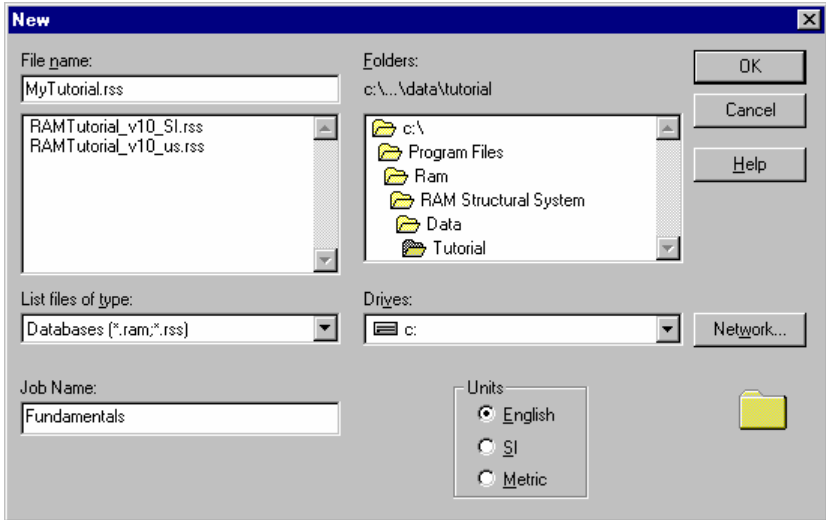 New
File name:
MyTutorial.rss
RAMTutorial_v10_SI.rss
RAMTutorial_v10_us.rss
List files of type:
Databases (*.ram;*.rss)
Job Name:
Fundamentals
Folders:
c:\...\data\tutorial
c:\
Program Files
Ram
RAM Structural System
Data
Tutorial
Drives:
c:
Units
English
SI
Metric
OK
Cancel
Help
Network...